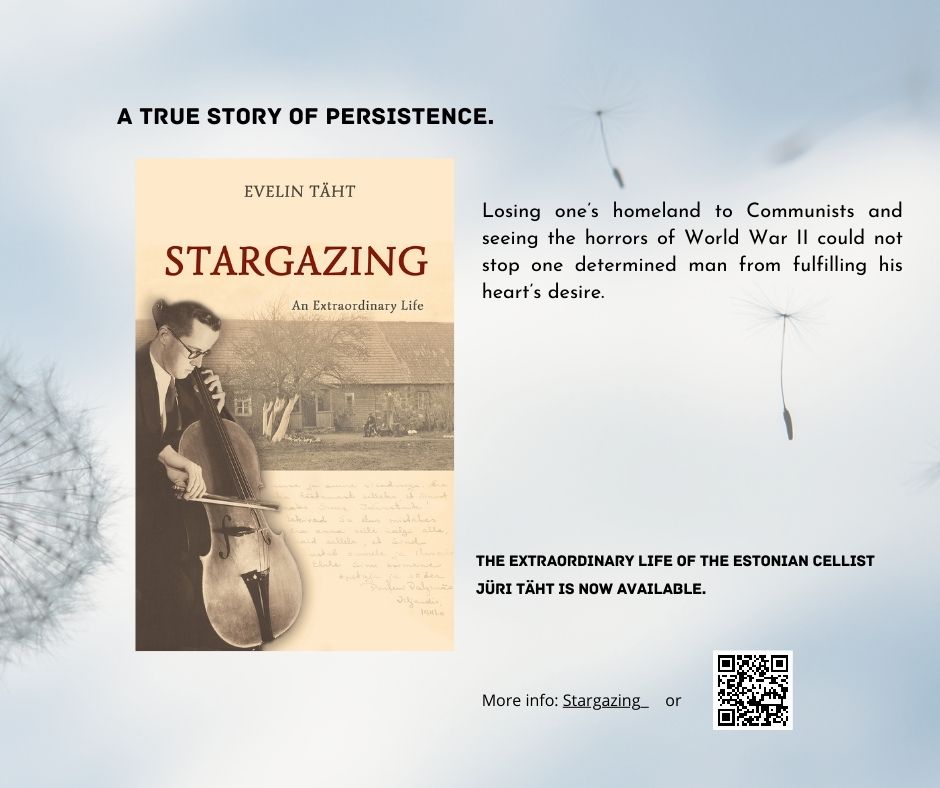 A TRUE STORY OF PERSISTENCE.
EVELIN TÄHT
STARGAZING
An Extraordinary Life
Losing one's homeland to Communists and
seeing the horrors of World War II could not
stop one determined man from fulfilling his
heart's desire.
THE EXTRAORDINARY LIFE OF THE ESTONIAN CELLIST
JÜRI TÄHT IS NOW AVAILABLE.
More info: Stargazing or